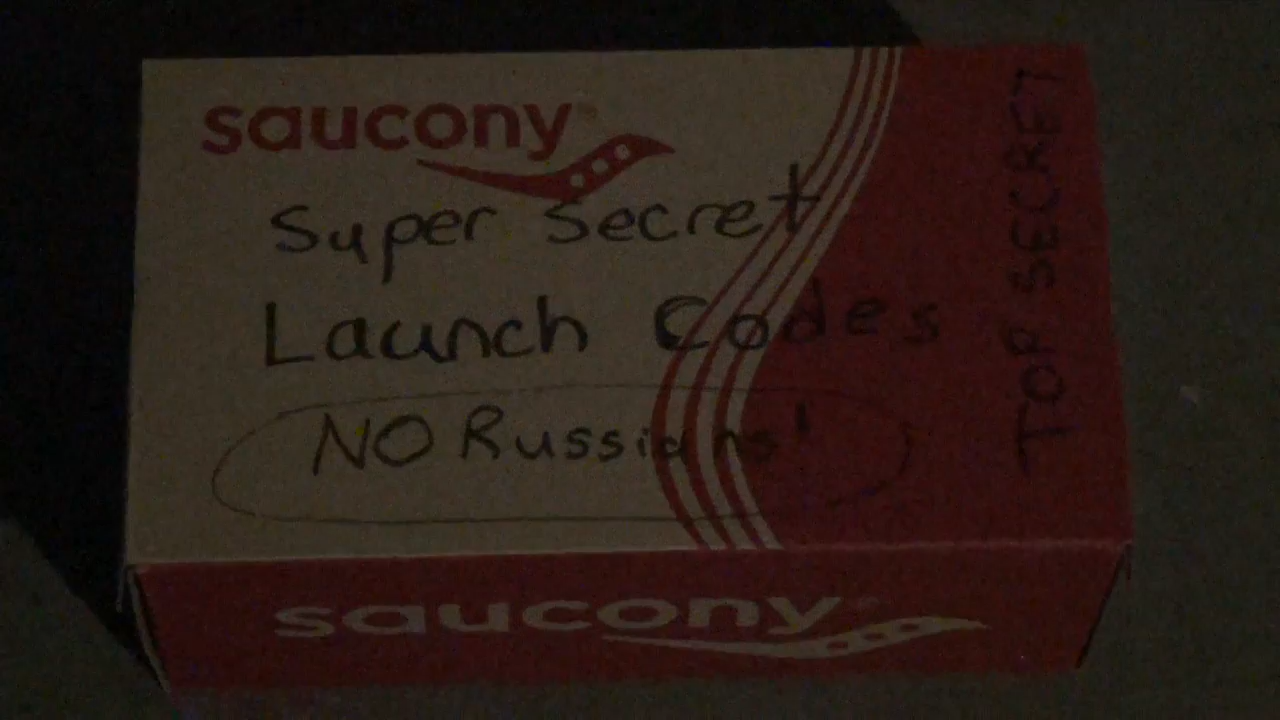 saucony
Super Secret
Launch Codes
NO Russians!
TOP SECRET
saucony